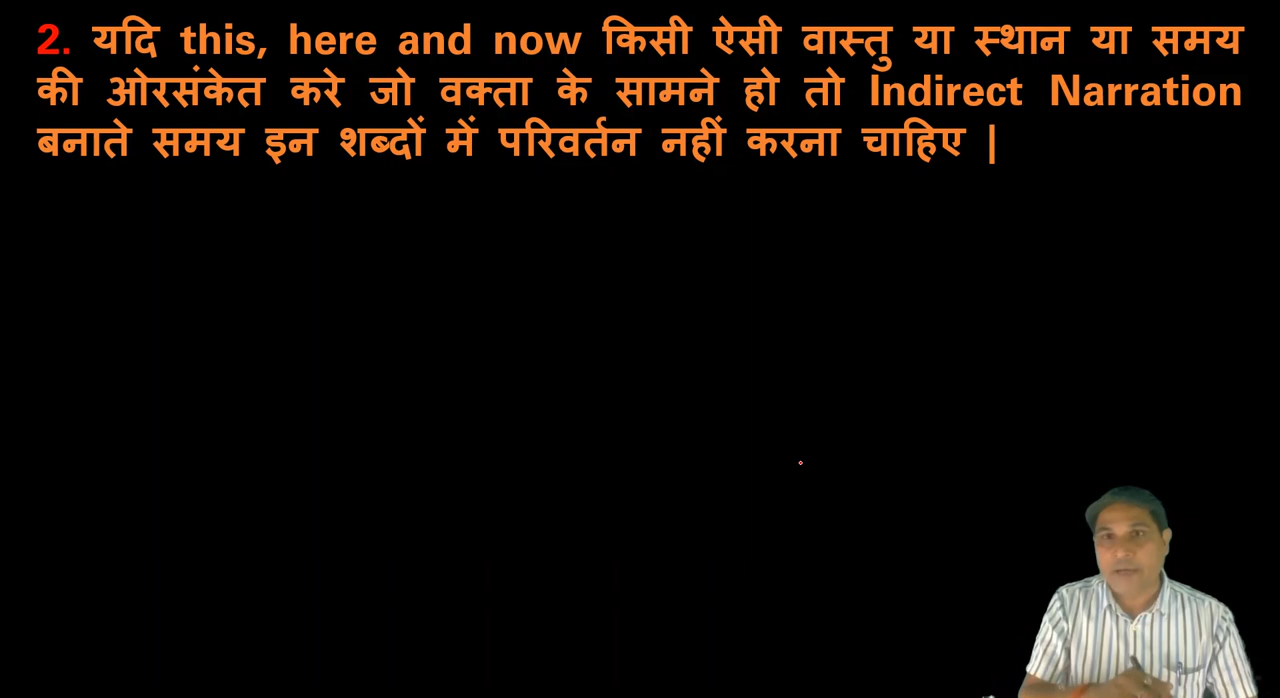 2. यदि this, here and now किसी ऐसी वास्तु या स्थान या समय
की ओरसंकेत करे जो वक्ता के सामने हो तो Indirect Narration
बनाते समय इन शब्दों में परिवर्तन नहीं करना चाहिए |